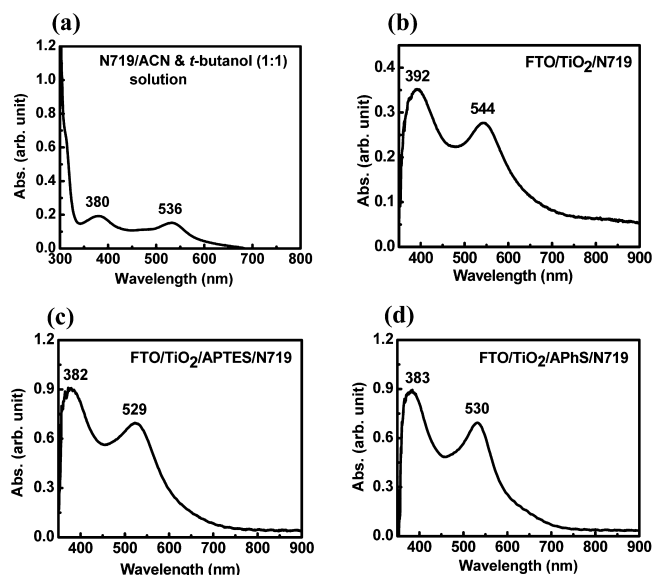 (a)
N719/ACN & t-butanol (1:1)
solution
380
536
1.2
1.0
0.8
0.6
0.4
0.2
0.0
300 400 500 600 700 800
Wavelength (nm)
Abs. (arb. unit)
(b)
FTO/TiO2/N719
392
544
0.4
0.3
0.2
0.1
0.0
400 500 600 700 800 900
Wavelength (nm)
Abs. (arb. unit)
(c)
FTO/TiO2/APTES/N719
382
529
1.2
0.9
0.6
0.3
0.0
400 500 600 700 800 900
Wavelength (nm)
Abs. (arb. unit)
(d)
FTO/TiO2/APhS/N719
383
530
1.2
0.9
0.6
0.3
0.0
400 500 600 700 800 900
Wavelength (nm)
Abs. (arb. unit)